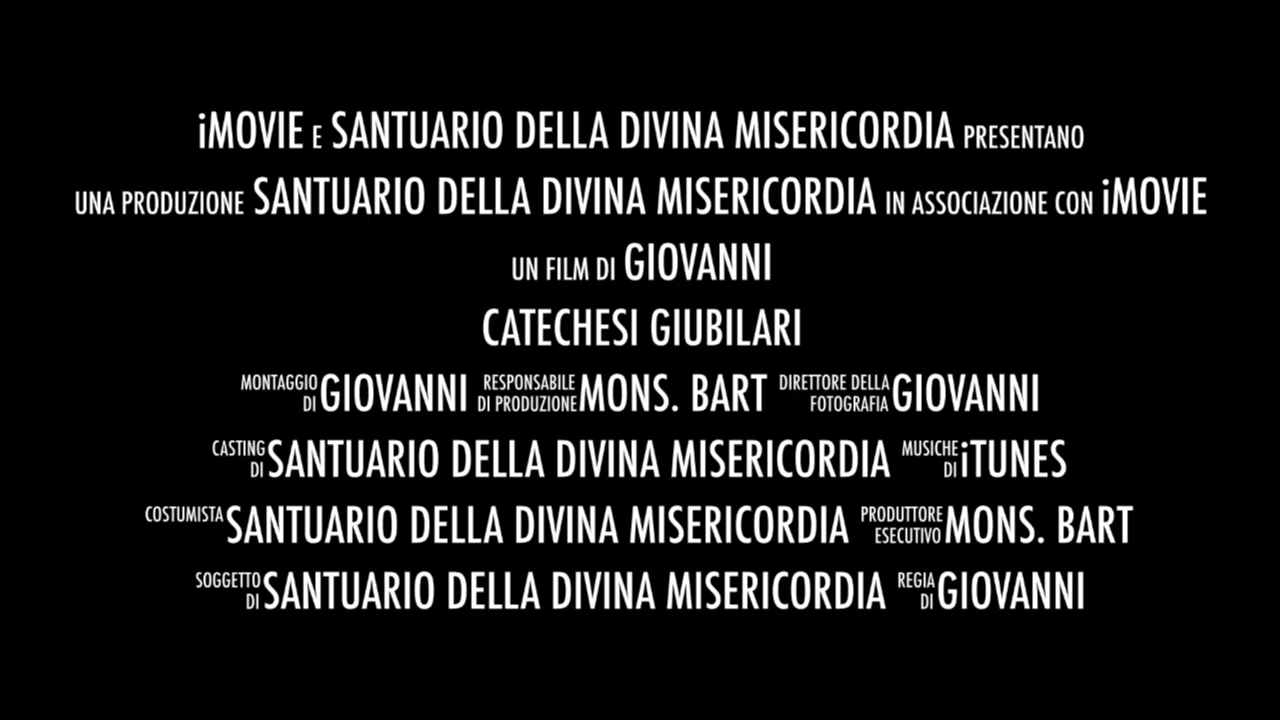 iMOVIE E SANTUARIO DELLA DIVINA MISERICORDIA PRESENTANO
UNA PRODUZIONE SANTUARIO DELLA DIVINA MISERICORDIA IN ASSOCIAZIONE CON iMOVIE
UN FILM DI GIOVANNI
CATECHESI GIUBILARI
MONTAGGIO DI GIOVANNI RESPONSABILE DI PRODUZIONE MONS. BART DIRETTORE DELLA FOTOGRAFIA GIOVANNI
CASTING DI SANTUARIO DELLA DIVINA MISERICORDIA MUSICHE DI iTUNES
COSTUMISTA SANTUARIO DELLA DIVINA MISERICORDIA PRODUTTORE ESECUTIVO MONS. BART
SOGGETTO DI SANTUARIO DELLA DIVINA MISERICORDIA REGIA DI GIOVANNI